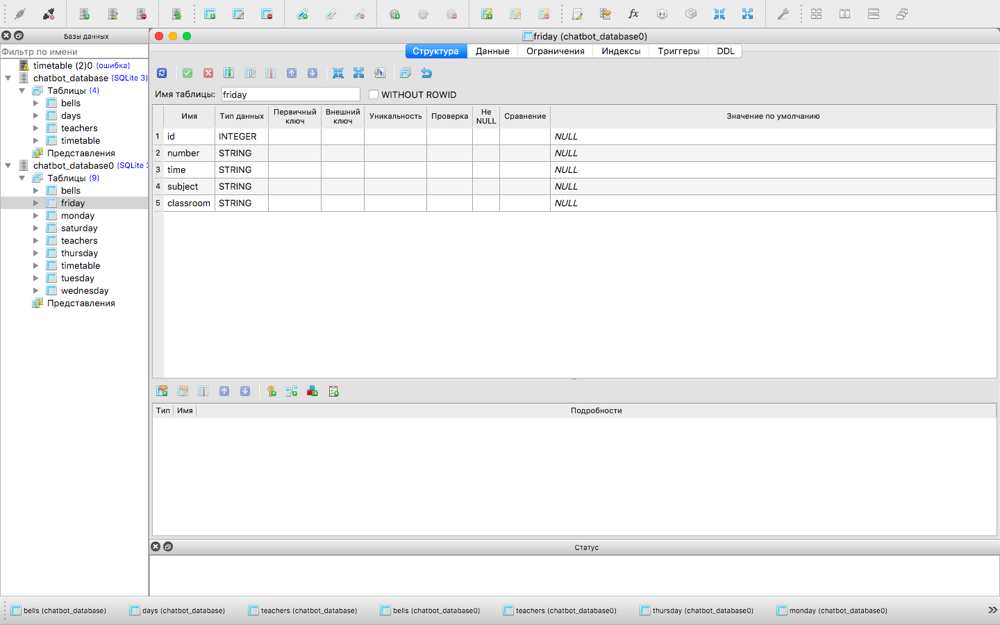 fx
a-z
Базы данных
friday (chatbot_database0)
Фильтр по имени
Структура Данные Ограничения Индексы Триггеры DDL
timetable (2)0 (ошибка)
chatbot_database (SQLite 3)
Таблицы (4)
bells
days
teachers
timetable
Представления
chatbot_database0 (SQLite 3
Таблицы (9)
bells
friday
monday
saturday
teachers
thursday
timetable
tuesday
wednesday
Представления
Имя таблицы: friday WITHOUT ROWID
Имя Тип данных Первичный ключ Внешний ключ Уникальность Проверка Не NULL Сравнение Значение по умолчанию
1 id INTEGER NULL
2 number STRING NULL
3 time STRING NULL
4 subject STRING NULL
5 classroom STRING NULL
Тип Имя Подробности
Статус
bells (chatbot_database) days (chatbot_database) teachers (chatbot_database) bells (chatbot_database0) teachers (chatbot_database0) thursday (chatbot_database0) monday (chatbot_database0)